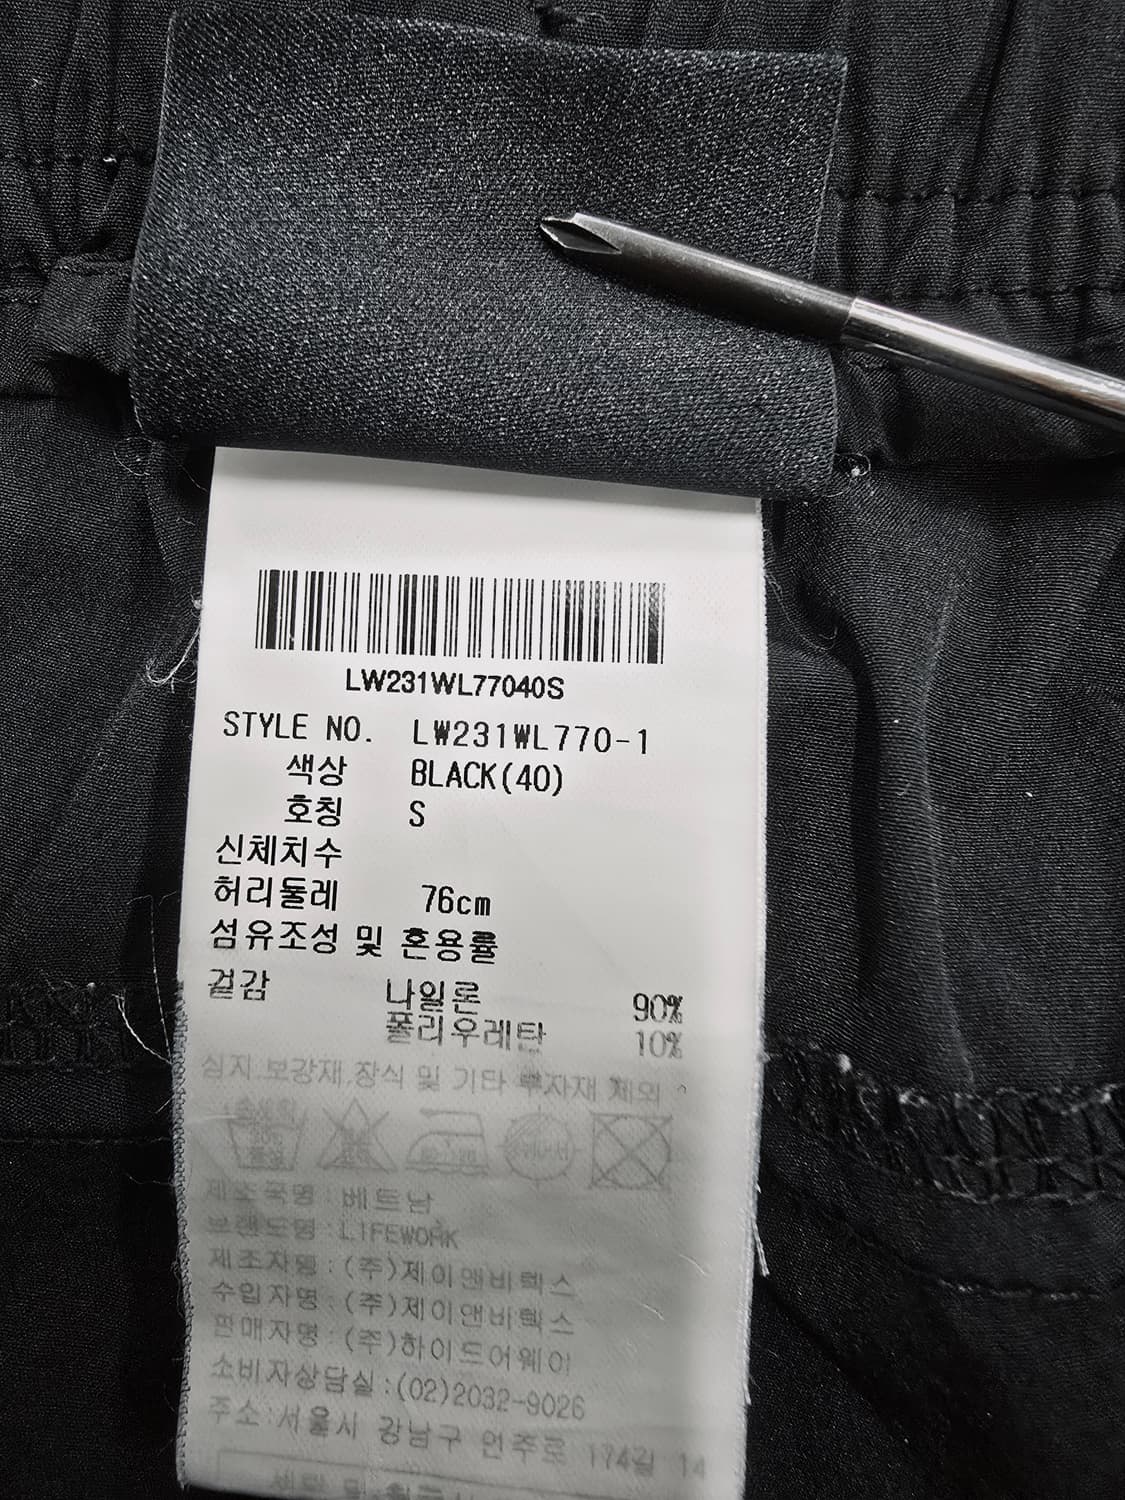 LW231WL77040S
STYLE NO. LW231WL770-1
색상 BLACK(40)
호칭 S
신체치수
허리둘레 76cm
섬유조성 및 혼용률
겉감 나일론 90%
폴리우레탄 10%
심지.보강재.장식 및 기타 부자재 제외
제조국명 : 베트남
브랜드명 : LIFEWORK
제조자명 : (주)제이앤비텍스
수입자명 : (주)제이앤비텍스
판매자명 : (주)하이드어웨이
소비자상담실 : (02)2032-9026
주소:서울시 강남구 언주로 174길 14